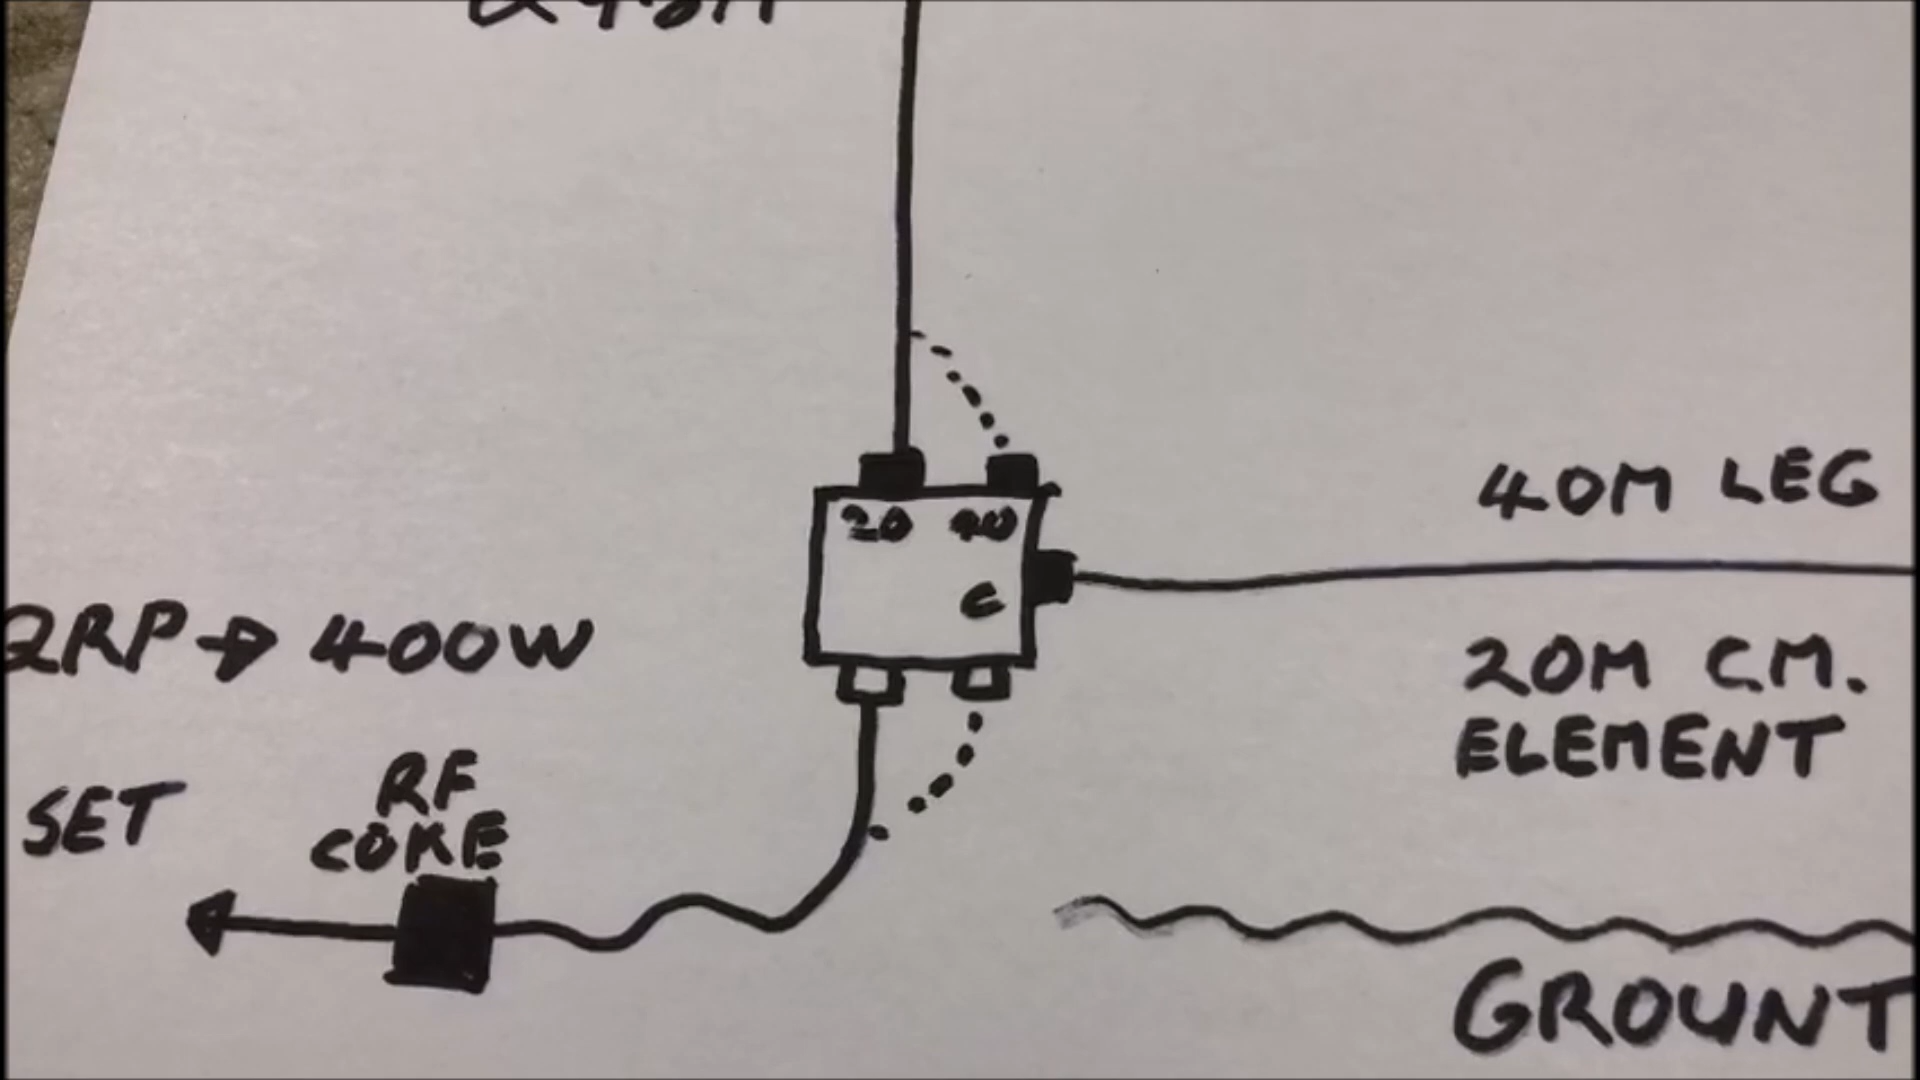 20 40
C
40M LEG
QRP → 400W
20M C.M.
ELEMENT
RF
COKE
SET
GROUNT